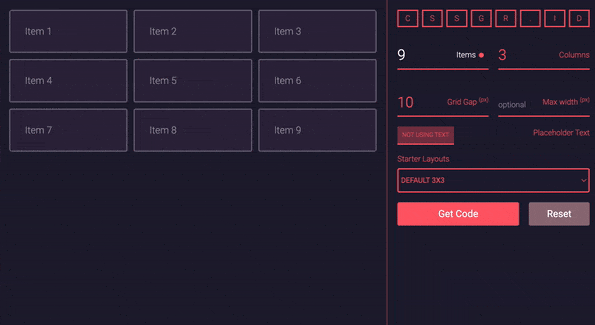 Item 1 Item 2 Item 3
Item 4 Item 5 Item 6
Item 7 Item 8 Item 9
C S S G R . I D
9 Items 3 Columns
10 Grid Gap (px) optional Max width (px)
NOT USING TEXT Placeholder Text
Starter Layouts
DEFAULT 3X3
Get Code Reset